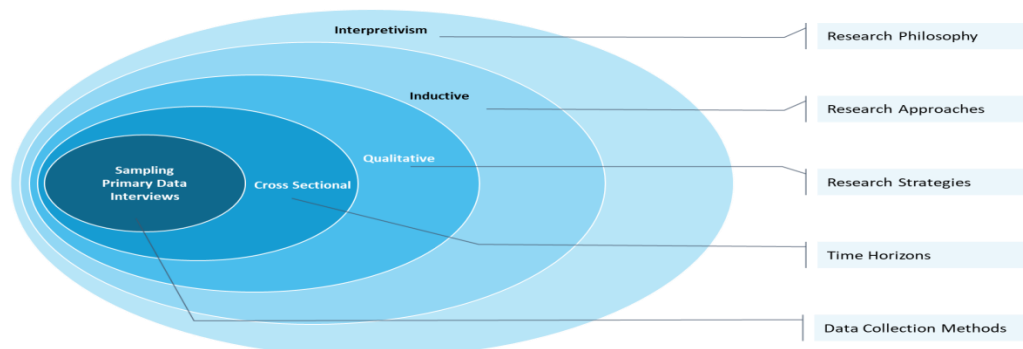 Interpretivism
Research Philosophy
Inductive
Research Approaches
Qualitative
Research Strategies
Sampling
Primary Data
Interviews
Cross Sectional
Time Horizons
Data Collection Methods